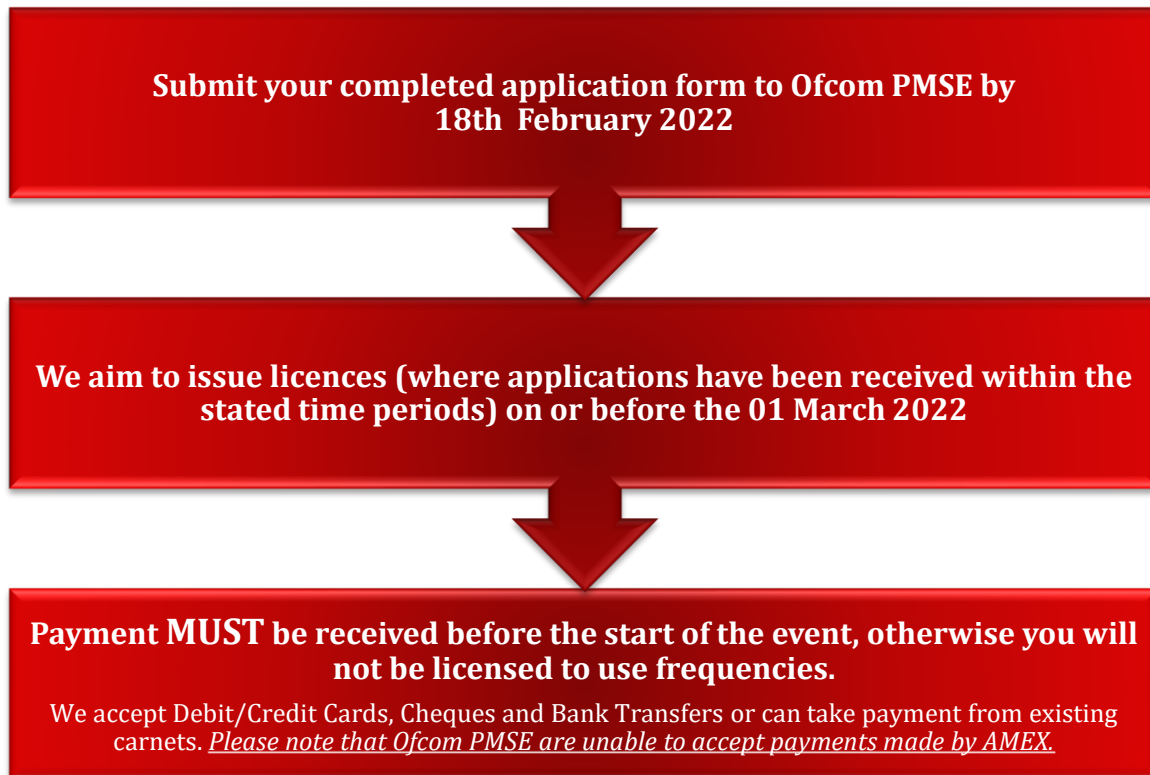 Submit your completed application form to Ofcom PMSE by
18th February 2022
We aim to issue licences (where applications have been received within the
stated time periods) on or before the 01 March 2022
Payment MUST be received before the start of the event, otherwise you will
not be licensed to use frequencies.
We accept Debit/Credit Cards, Cheques and Bank Transfers or can take payment from existing
carnets. Please note that Ofcom PMSE are unable to accept payments made by AMEX.